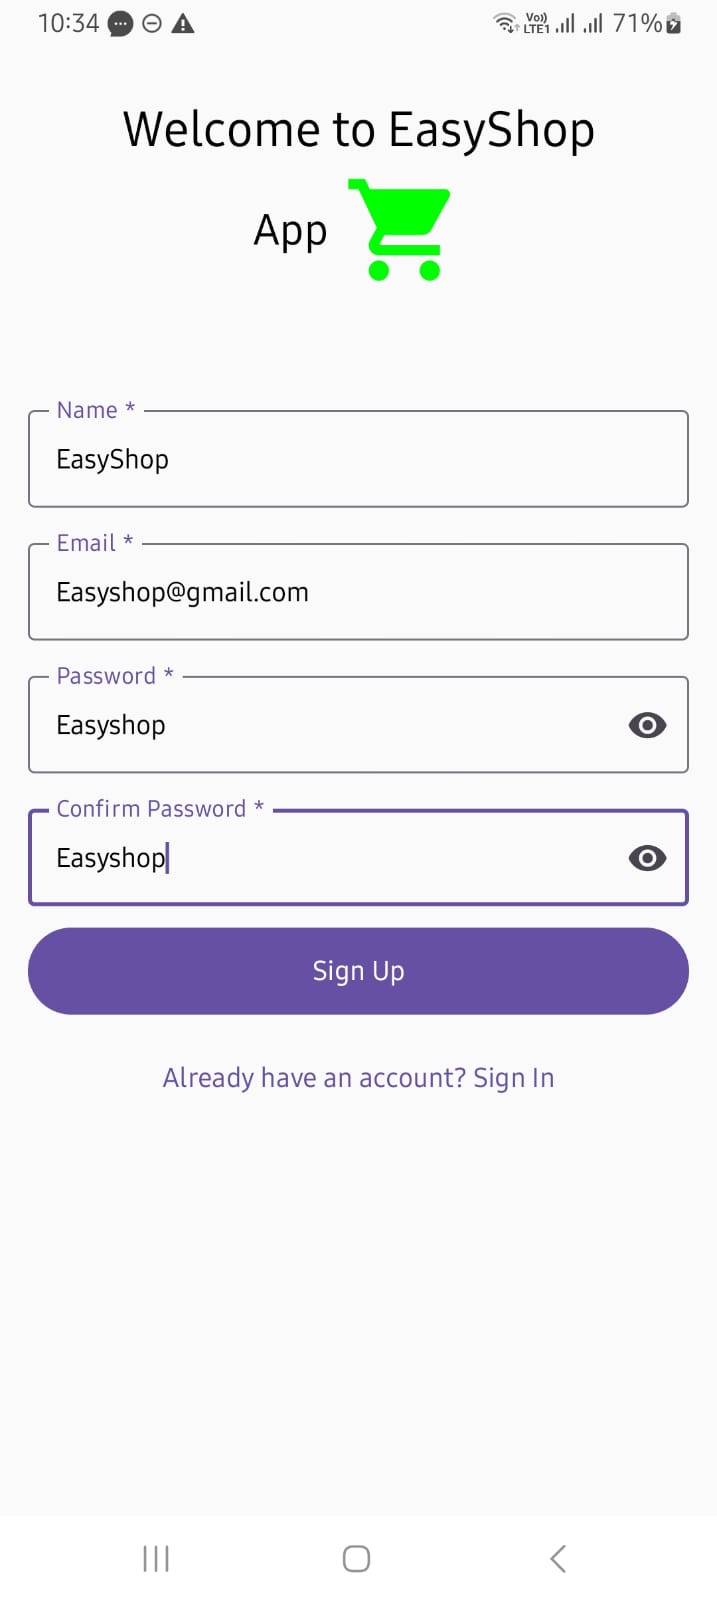 10:34 Vo)) LTE1 71%
Welcome to EasyShop
App
Name *
EasyShop
Email *
Easyshop@gmail.com
Password *
Easyshop
Confirm Password *
Easyshop
Sign Up
Already have an account? Sign In